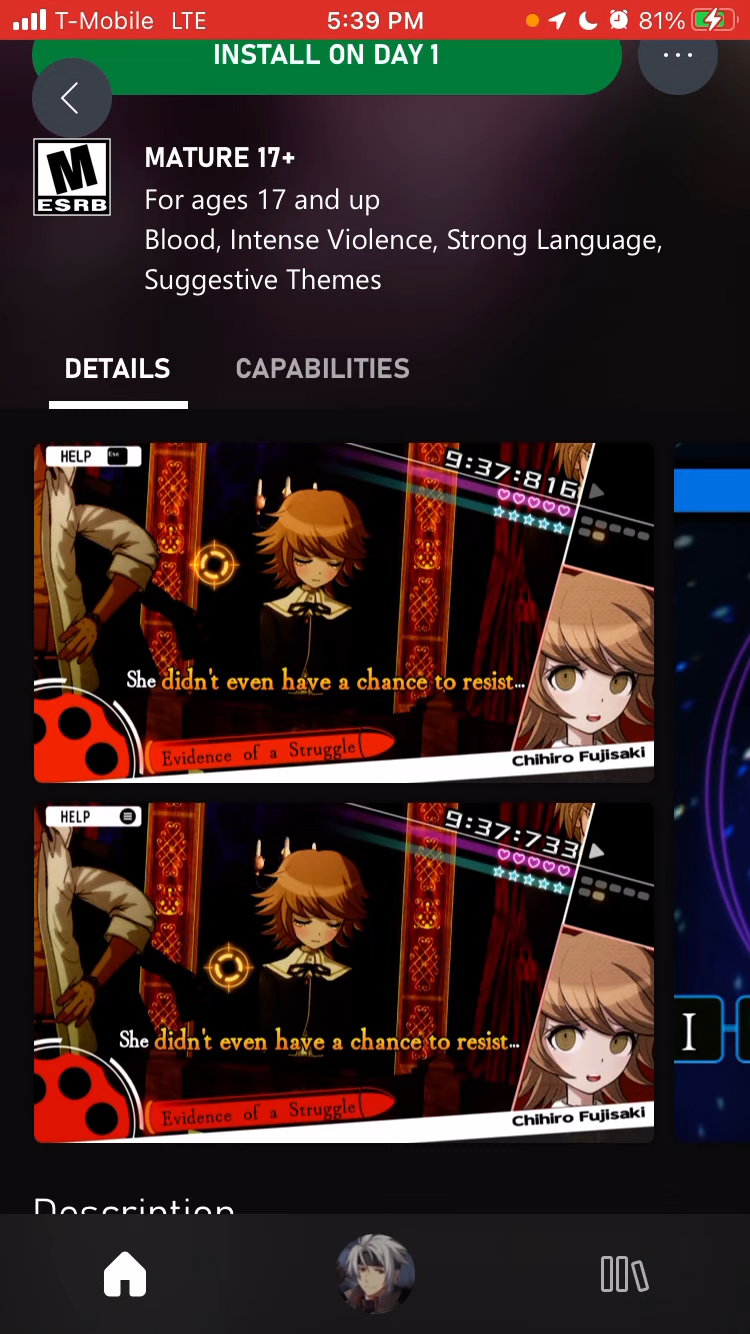 T-Mobile LTE 5:39 PM 81%
INSTALL ON DAY 1
M
ESRB
MATURE 17+
For ages 17 and up
Blood, Intense Violence, Strong Language,
Suggestive Themes
DETAILS CAPABILITIES
HELP Esc
9:37:816
She didn't even have a chance to resist...
Evidence of a Struggle
Chihiro Fujisaki
HELP
9:37:733
She didn't even have a chance to resist...
Evidence of a Struggle
Chihiro Fujisaki
I
Description